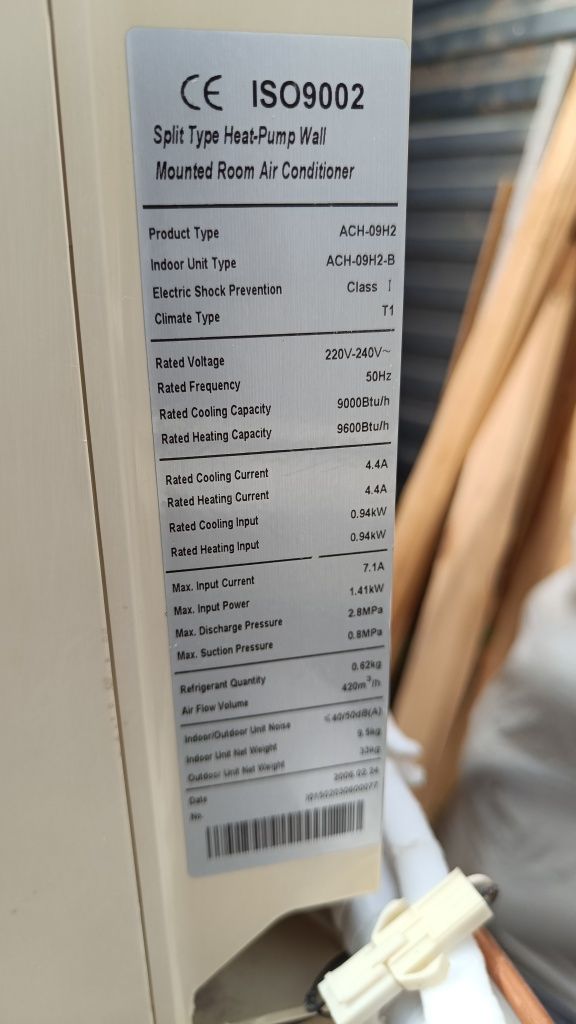 CE ISO9002
Split Type Heat-Pump Wall
Mounted Room Air Conditioner
Product Type ACH-09H2
Indoor Unit Type ACH-09H2-B
Electric Shock Prevention Class I
Climate Type T1
Rated Voltage 220V-240V~
Rated Frequency 50Hz
Rated Cooling Capacity 9000Btu/h
Rated Heating Capacity 9600Btu/h
Rated Cooling Current 4.4A
Rated Heating Current 4.4A
Rated Cooling Input 0.94kW
Rated Heating Input 0.94kW
Max. Input Current 7.1A
Max. Input Power 1.41kW
Max. Discharge Pressure 2.8MPa
Max. Suction Pressure 0.8MPa
Refrigerant Quantity 0.62kg
Air Flow Volume 420m³/h
Indoor/Outdoor Unit Noise ≤40/50dB(A)
Indoor Unit Net Weight 9.5kg
Outdoor Unit Net Weight 33kg
Date
No.